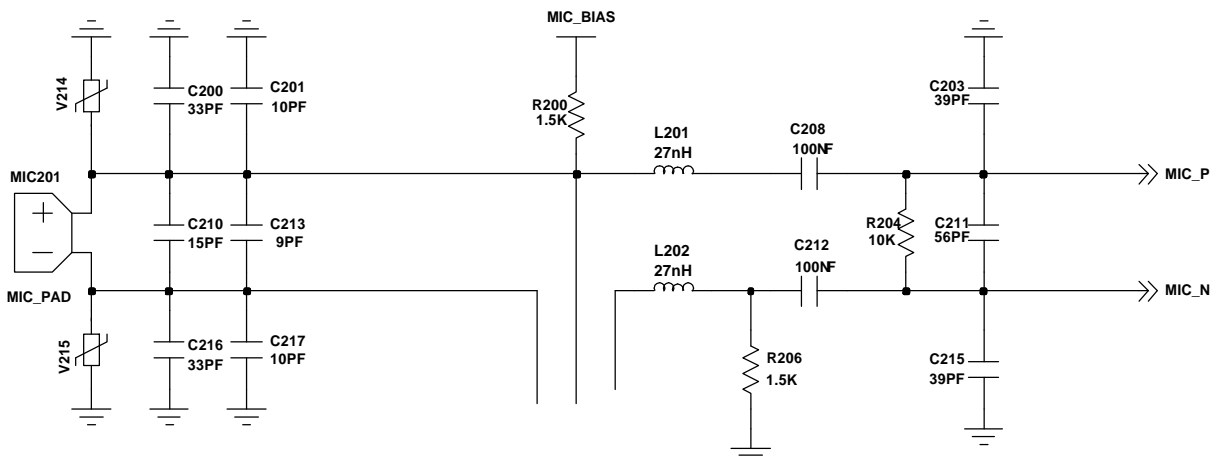 MIC_BIAS
V214
C200
33PF
C201
10PF
R200
1.5K
C203
39PF
L201
27nH
C208
100NF
MIC201
MIC_P
C210
15PF
C213
9PF
R204
10K
C211
56PF
L202
27nH
C212
100NF
MIC_PAD
MIC_N
V215
C216
33PF
C217
10PF
R206
1.5K
C215
39PF